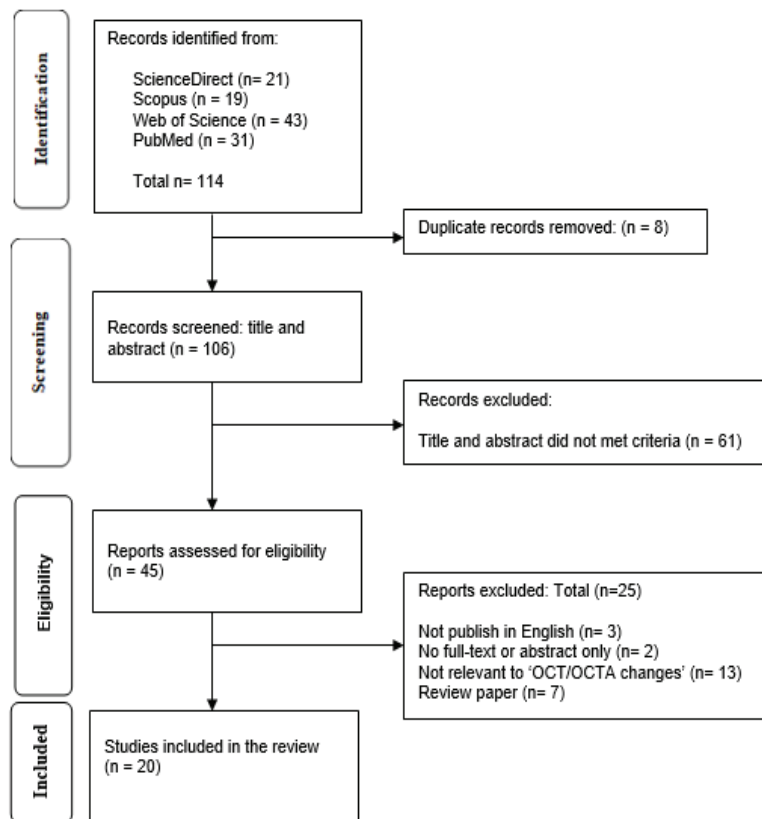 Identification
Records identified from:
ScienceDirect (n= 21)
Scopus (n = 19)
Web of Science (n = 43)
PubMed (n = 31)
Total n= 114
Duplicate records removed: (n = 8)
Screening
Records screened: title and
abstract (n = 106)
Records excluded:
Title and abstract did not met criteria (n = 61)
Eligibility
Reports assessed for eligibility
(n = 45)
Reports excluded: Total (n=25)
Not publish in English (n= 3)
No full-text or abstract only (n= 2)
Not relevant to ‘OCT/OCTA changes’ (n= 13)
Review paper (n= 7)
Included
Studies included in the review
(n = 20)